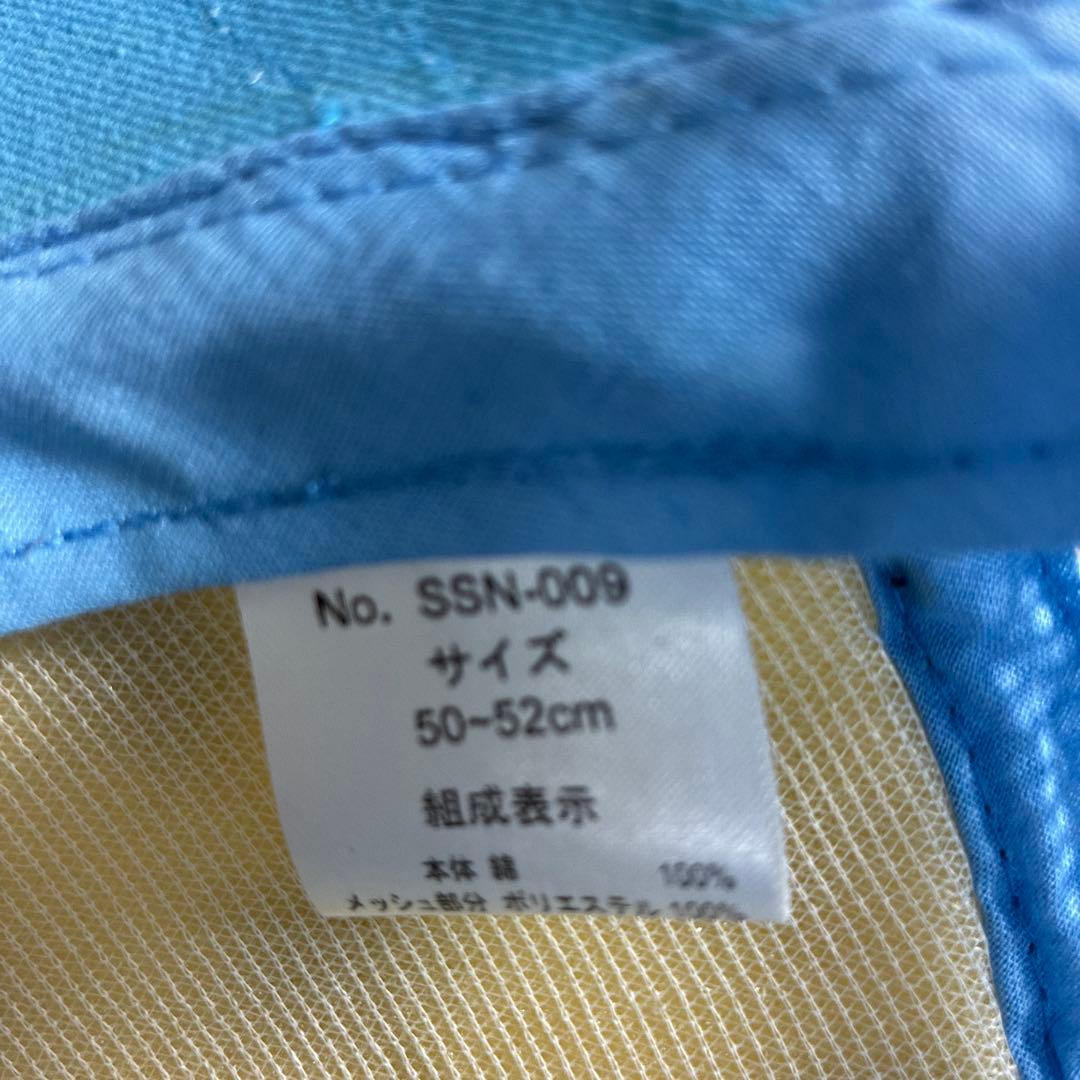 No. SSN-009
サイズ
50~52cm
組成表示
本体 綿 100%
メッシュ部分 ポリエステル 100%